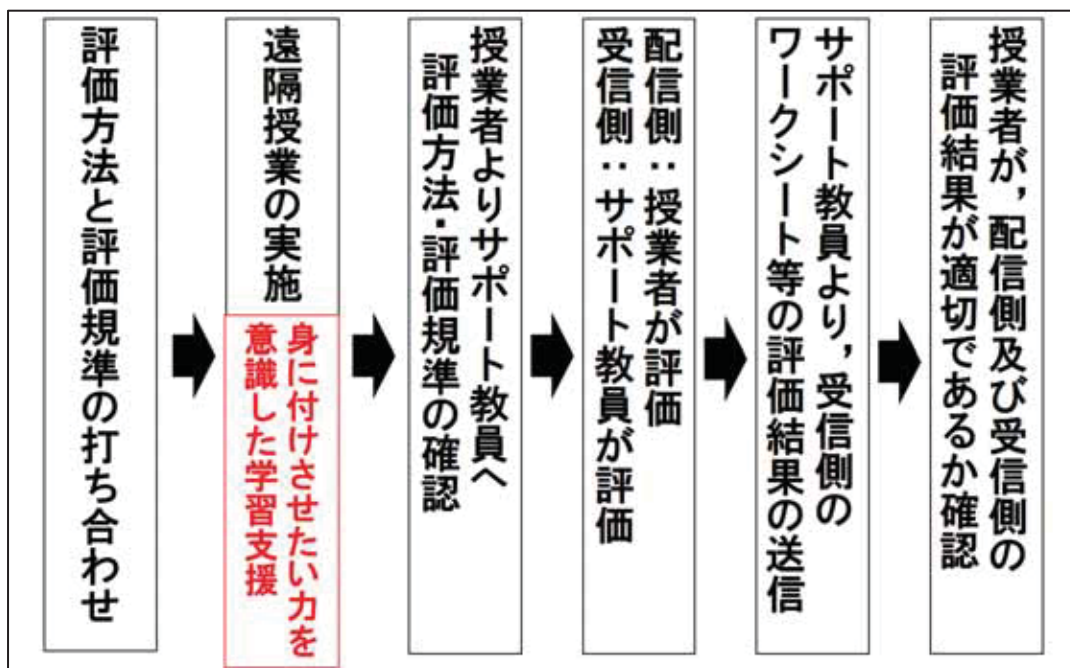 評価方法と評価規準の打ち合わせ
遠隔授業の実施
身に付けさせたい力を
意識した学習支援
授業者よりサポート教員へ
評価方法・評価規準の確認
配信側:授業者が評価
受信側:サポート教員が評価
サポート教員より,受信側の
ワークシート等の評価結果の送信
授業者が,配信側及び受信側の
評価結果が適切であるか確認